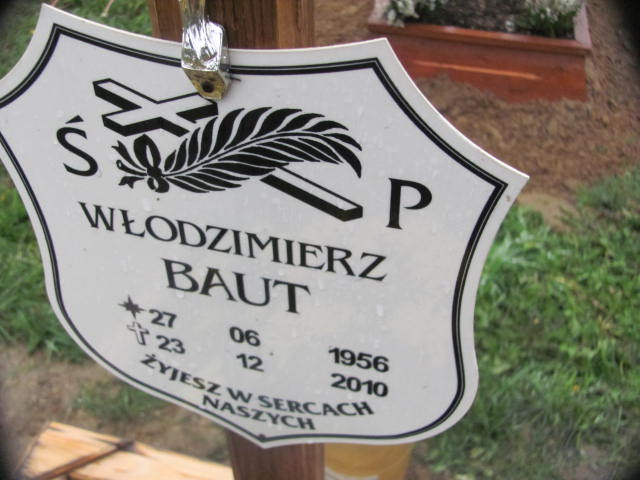 Ś P
WŁODZIMIERZ
BAUT
27 06 1956
23 12 2010
ŻYJESZ W SERCACH
NASZYCH